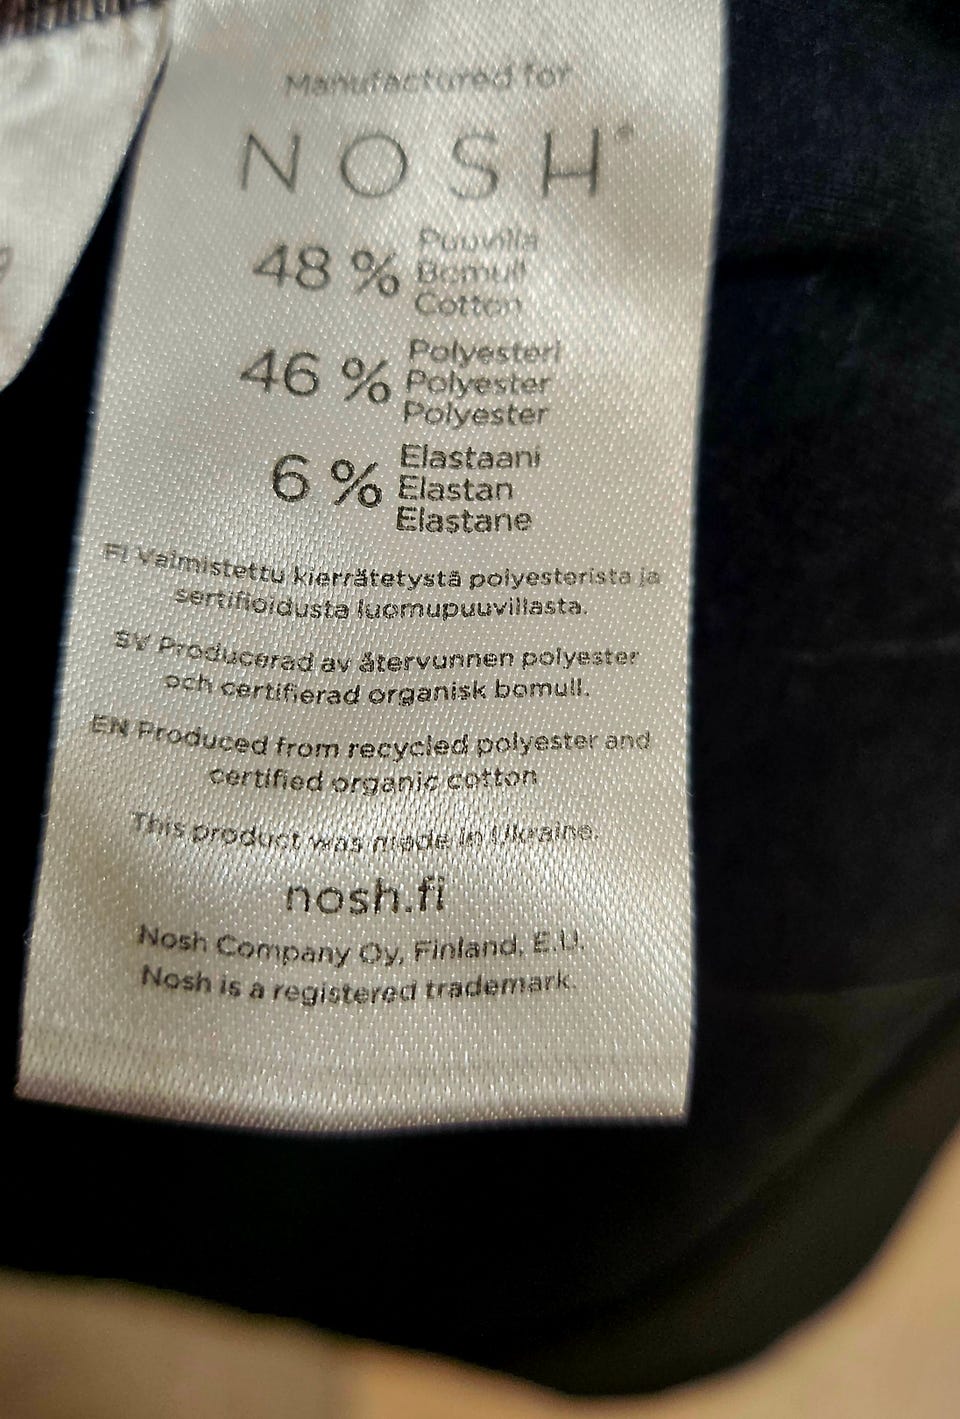 Manufactured for
NOSH®
48 % Puuvilla
Bomull
Cotton
46 % Polyesteri
Polyester
Polyester
6 % Elastaani
Elastan
Elastane
FI Valmistettu kierrätetystä polyesterista ja
sertifioidusta luomupuuvillasta.
SV Producerad av återvunnen polyester
och certifierad organisk bomull.
EN Produced from recycled polyester and
certified organic cotton
This product was made in Ukraine.
nosh.fi
Nosh Company Oy, Finland, E.U.
Nosh is a registered trademark.